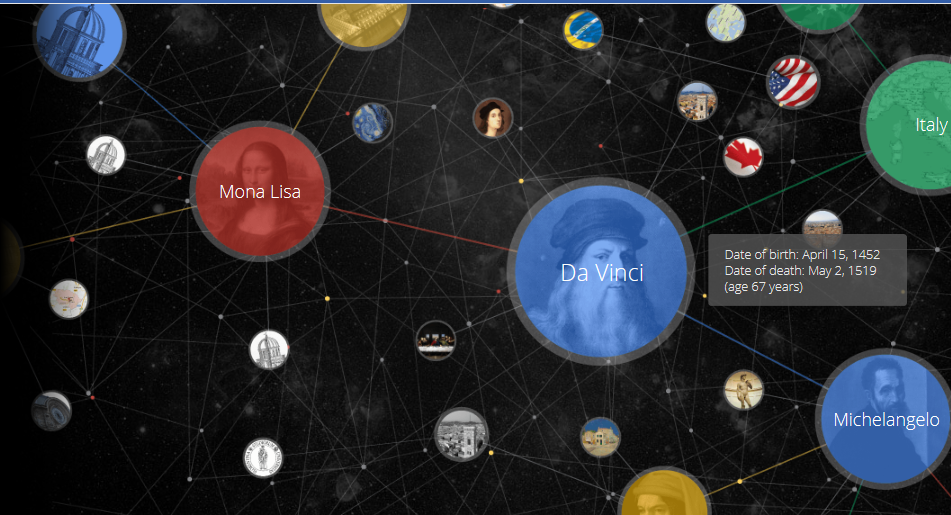 Italy
Mona Lisa
Da Vinci
Date of birth: April 15, 1452
Date of death: May 2, 1519
(age 67 years)
Michelangelo